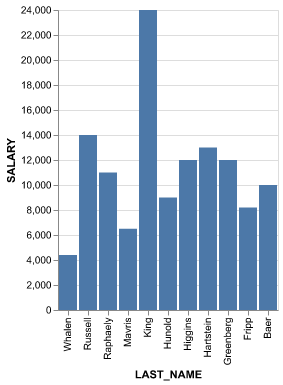 24,000
22,000
20,000
18,000
16,000
14,000
12,000
10,000
8,000
6,000
4,000
2,000
0
SALARY
Whalen
Russell
Raphaely
Mavris
King
Hunold
Higgins
Hartstein
Greenberg
Fripp
Baer
LAST_NAME